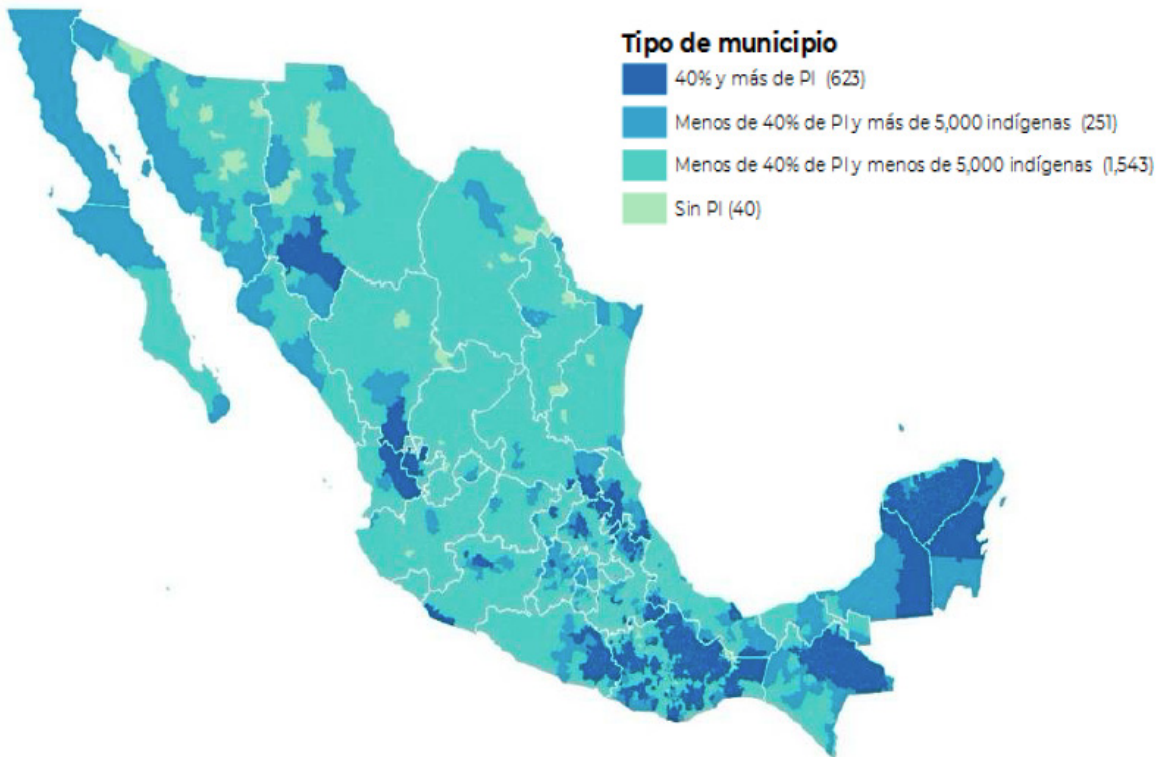 Tipo de municipio
40% y más de PI (623)
Menos de 40% de PI y más de 5,000 indígenas (251)
Menos de 40% de PI y menos de 5,000 indígenas (1,543)
Sin PI (40)